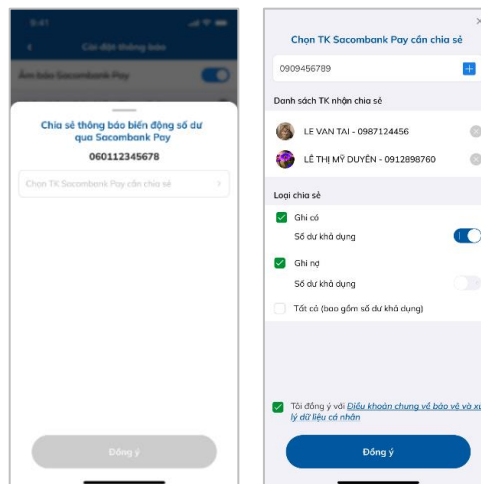 9:41
Cài đặt thông báo
Âm báo Sacombank Pay
Chia sẻ thông báo biến động số dư
qua Sacombank Pay
060112345678
Chọn TK Sacombank Pay cần chia sẻ
Đồng ý
Chọn TK Sacombank Pay cần chia sẻ
0909456789
Danh sách TK nhận chia sẻ
LE VAN TAI - 0987124456
LÊ THỊ MỸ DUYÊN - 0912898760
Loại chia sẻ
Ghi có
Số dư khả dụng
Ghi nợ
Số dư khả dụng
Tất cả (bao gồm số dư khả dụng)
Tôi đồng ý với Điều khoản chung về bảo vệ và xử
lý dữ liệu cá nhân
Đồng ý